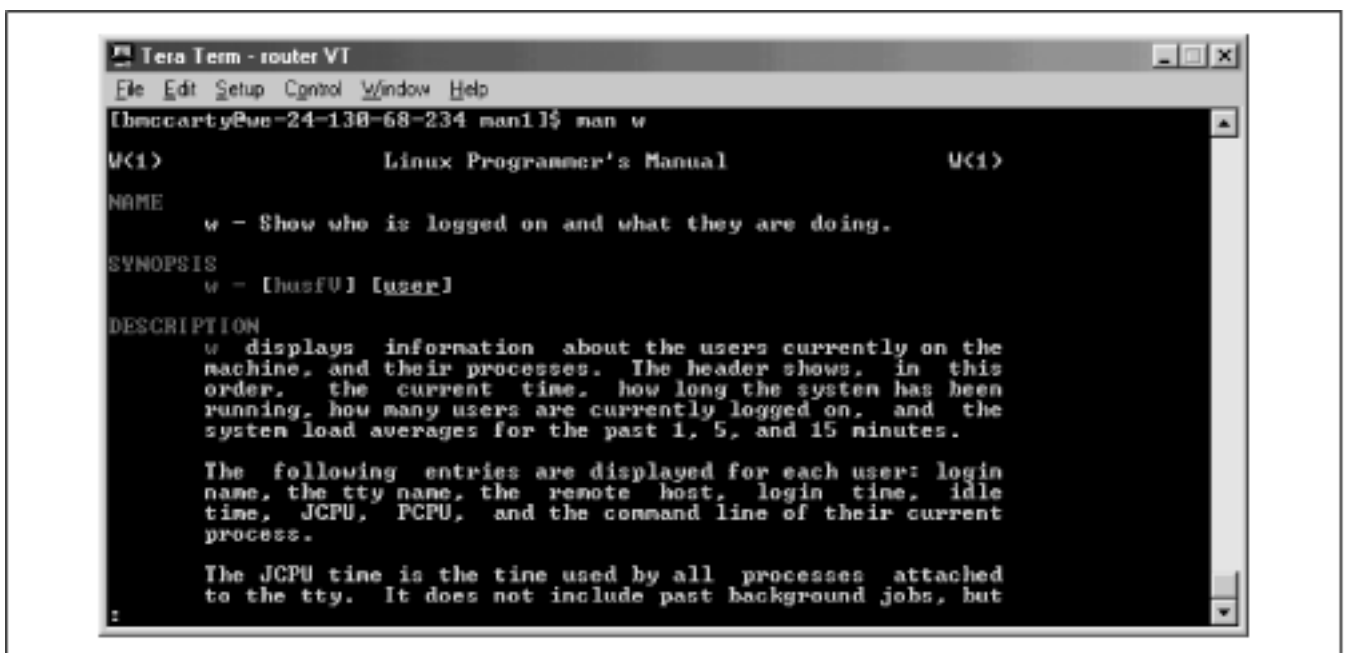 Tera Term - router VT
File Edit Setup Control Window Help
[bmccarty@we-24-130-68-234 man1]$ man w
W(1) Linux Programmer's Manual W(1)
NAME
w - Show who is logged on and what they are doing.
SYNOPSIS
w - [husfV] [user]
DESCRIPTION
w displays information about the users currently on the
machine, and their processes. The header shows, in this
order, the current time, how long the system has been
running, how many users are currently logged on, and the
system load averages for the past 1, 5, and 15 minutes.
The following entries are displayed for each user: login
name, the tty name, the remote host, login time, idle
time, JCPU, PCPU, and the command line of their current
process.
The JCPU time is the time used by all processes attached
to the tty. It does not include past background jobs, but
: